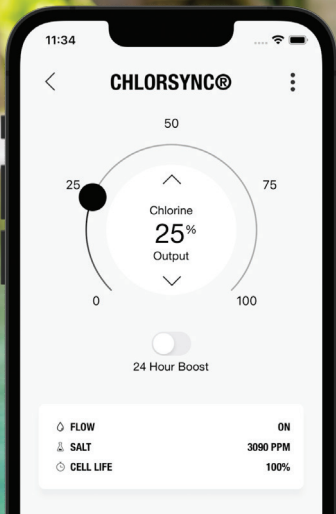 11:34
CHLORSYNC®
50
25
75
Chlorine
25%
Output
0
100
24 Hour Boost
FLOW ON
SALT 3090 PPM
CELL LIFE 100%